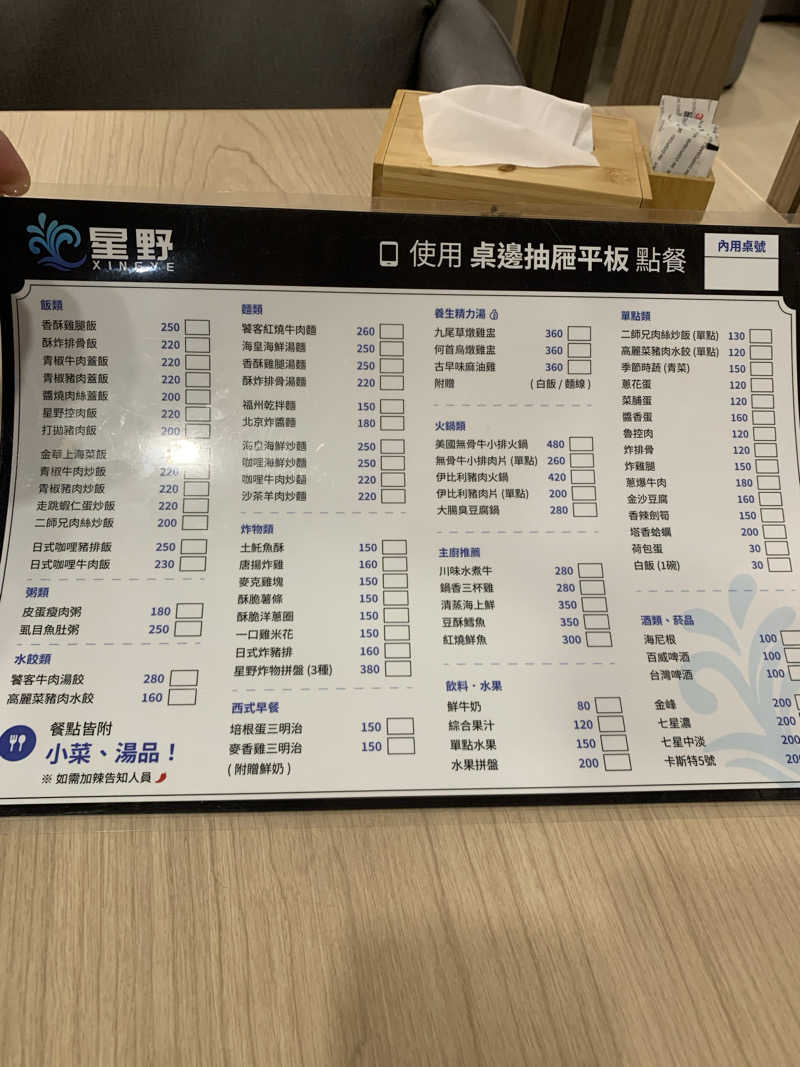 星野
XINGYE
使用 桌邊抽屜平板 點餐
內用桌號
飯類
香酥雞腿飯 250
酥炸排骨飯 220
青椒牛肉蓋飯 220
青椒豬肉蓋飯 220
醬燒肉絲蓋飯 200
星野控肉飯 220
打拋豬肉飯 200
金華上海菜飯
青椒牛肉炒飯 220
青椒豬肉炒飯 220
走跳蝦仁蛋炒飯 220
二師兄肉絲炒飯 200
日式咖哩豬排飯 250
日式咖哩牛肉飯 230
粥類
皮蛋瘦肉粥 180
虱目魚肚粥 250
水餃類
饕客牛肉湯餃 280
高麗菜豬肉水餃 160
餐點皆附
小菜、湯品！
※ 如需加辣告知人員
麵類
饕客紅燒牛肉麵 260
海皇海鮮湯麵 250
香酥雞腿湯麵 250
酥炸排骨湯麵 220
福州乾拌麵 150
北京炸醬麵 180
海皇海鮮炒麵 250
咖哩海鮮炒麵 250
咖哩牛肉炒麵 220
沙茶羊肉炒麵 220
炸物類
土魠魚酥 150
唐揚炸雞 160
麥克雞塊 150
酥脆薯條 150
酥脆洋蔥圈 150
一口雞米花 150
日式炸豬排 160
星野炸物拼盤 (3種) 380
西式早餐
培根蛋三明治 150
麥香雞三明治 150
( 附贈鮮奶 )
養生精力湯
九尾草燉雞盅 360
何首烏燉雞盅 360
古早味麻油雞 360
附贈 ( 白飯 / 麵線 )
火鍋類
美國無骨牛小排火鍋 480
無骨牛小排肉片 (單點) 260
伊比利豬肉火鍋 420
伊比利豬肉片 (單點) 200
大腸臭豆腐鍋 280
主廚推薦
川味水煮牛 280
鍋香三杯雞 280
清蒸海上鮮 350
豆酥鱈魚 350
紅燒鮮魚 300
飲料·水果
鮮牛奶 80
綜合果汁 120
單點水果 150
水果拼盤 200
單點類
二師兄肉絲炒飯 (單點) 130
高麗菜豬肉水餃 (單點) 120
季節時蔬 (青菜) 150
蔥花蛋 120
菜脯蛋 120
醬香蛋 160
魯控肉 120
炸排骨 120
炸雞腿 150
蔥爆牛肉 180
金沙豆腐 160
香辣劍筍 150
塔香蛤蠣 200
荷包蛋 30
白飯 (1碗) 30
酒類、菸品
海尼根 100
百威啤酒 100
台灣啤酒 100
金峰 200
七星濃 200
七星中淡 200
卡斯特5號